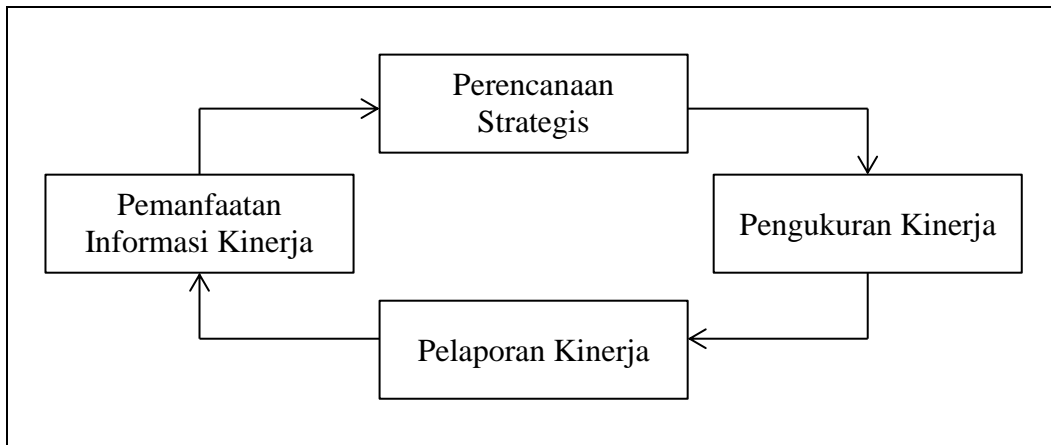 Perencanaan
Strategis
Pemanfaatan
Informasi Kinerja
Pengukuran Kinerja
Pelaporan Kinerja